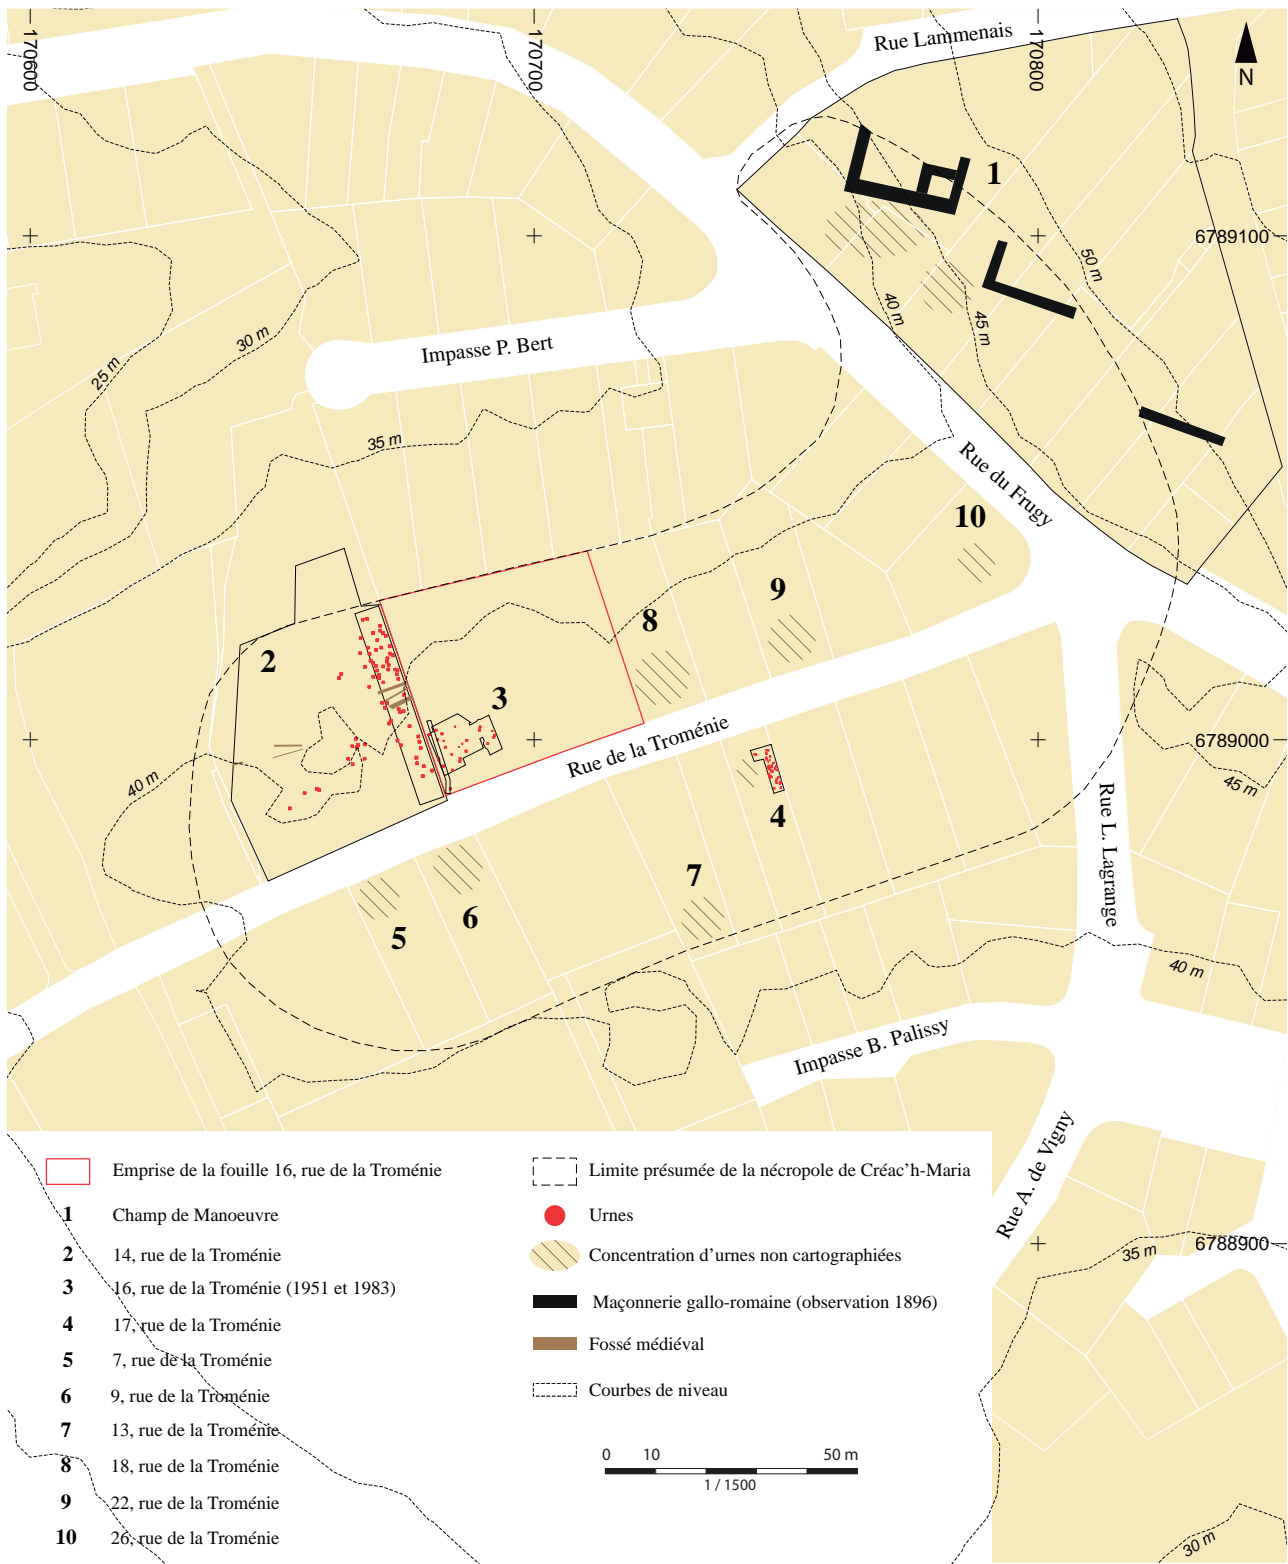 170600
170700
Rue Lammenais
170800
N
1
6789100
50 m
40 m
45 m
30 m
25 m
Impasse P. Bert
35 m
Rue du Frugy
10
9
8
2
3
Rue de la Troménie
6789000
40 m
45 m
4
Rue L. Lagrange
7
5
6
40 m
Impasse B. Palissy
Rue A. de Vigny
35 m
6788900
30 m
Emprise de la fouille 16, rue de la Troménie
1 Champ de Manoeuvre
2 14, rue de la Troménie
3 16, rue de la Troménie (1951 et 1983)
4 17, rue de la Troménie
5 7, rue de la Troménie
6 9, rue de la Troménie
7 13, rue de la Troménie
8 18, rue de la Troménie
9 22, rue de la Troménie
10 26, rue de la Troménie
Limite présumée de la nécropole de Créac'h-Maria
Urnes
Concentration d'urnes non cartographiées
Maçonnerie gallo-romaine (observation 1896)
Fossé médiéval
Courbes de niveau
0 10 50 m
1 / 1500